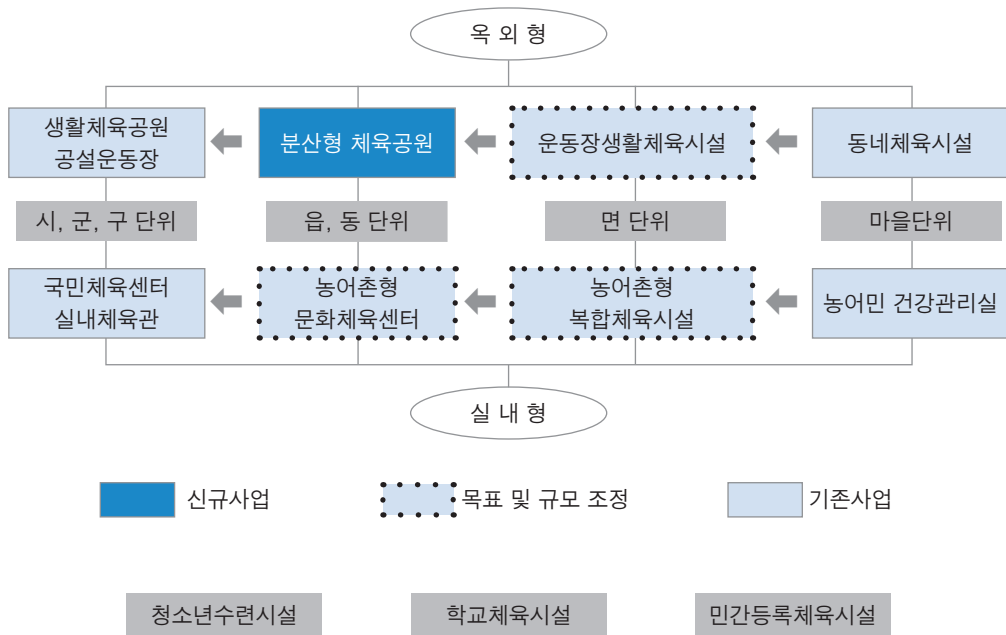 옥 외 형
생활체육공원
공설운동장
분산형 체육공원
운동장생활체육시설
동네체육시설
시, 군, 구 단위
읍, 동 단위
면 단위
마을단위
국민체육센터
실내체육관
농어촌형
문화체육센터
농어촌형
복합체육시설
농어민 건강관리실
실 내 형
신규사업
목표 및 규모 조정
기존사업
청소년수련시설
학교체육시설
민간등록체육시설